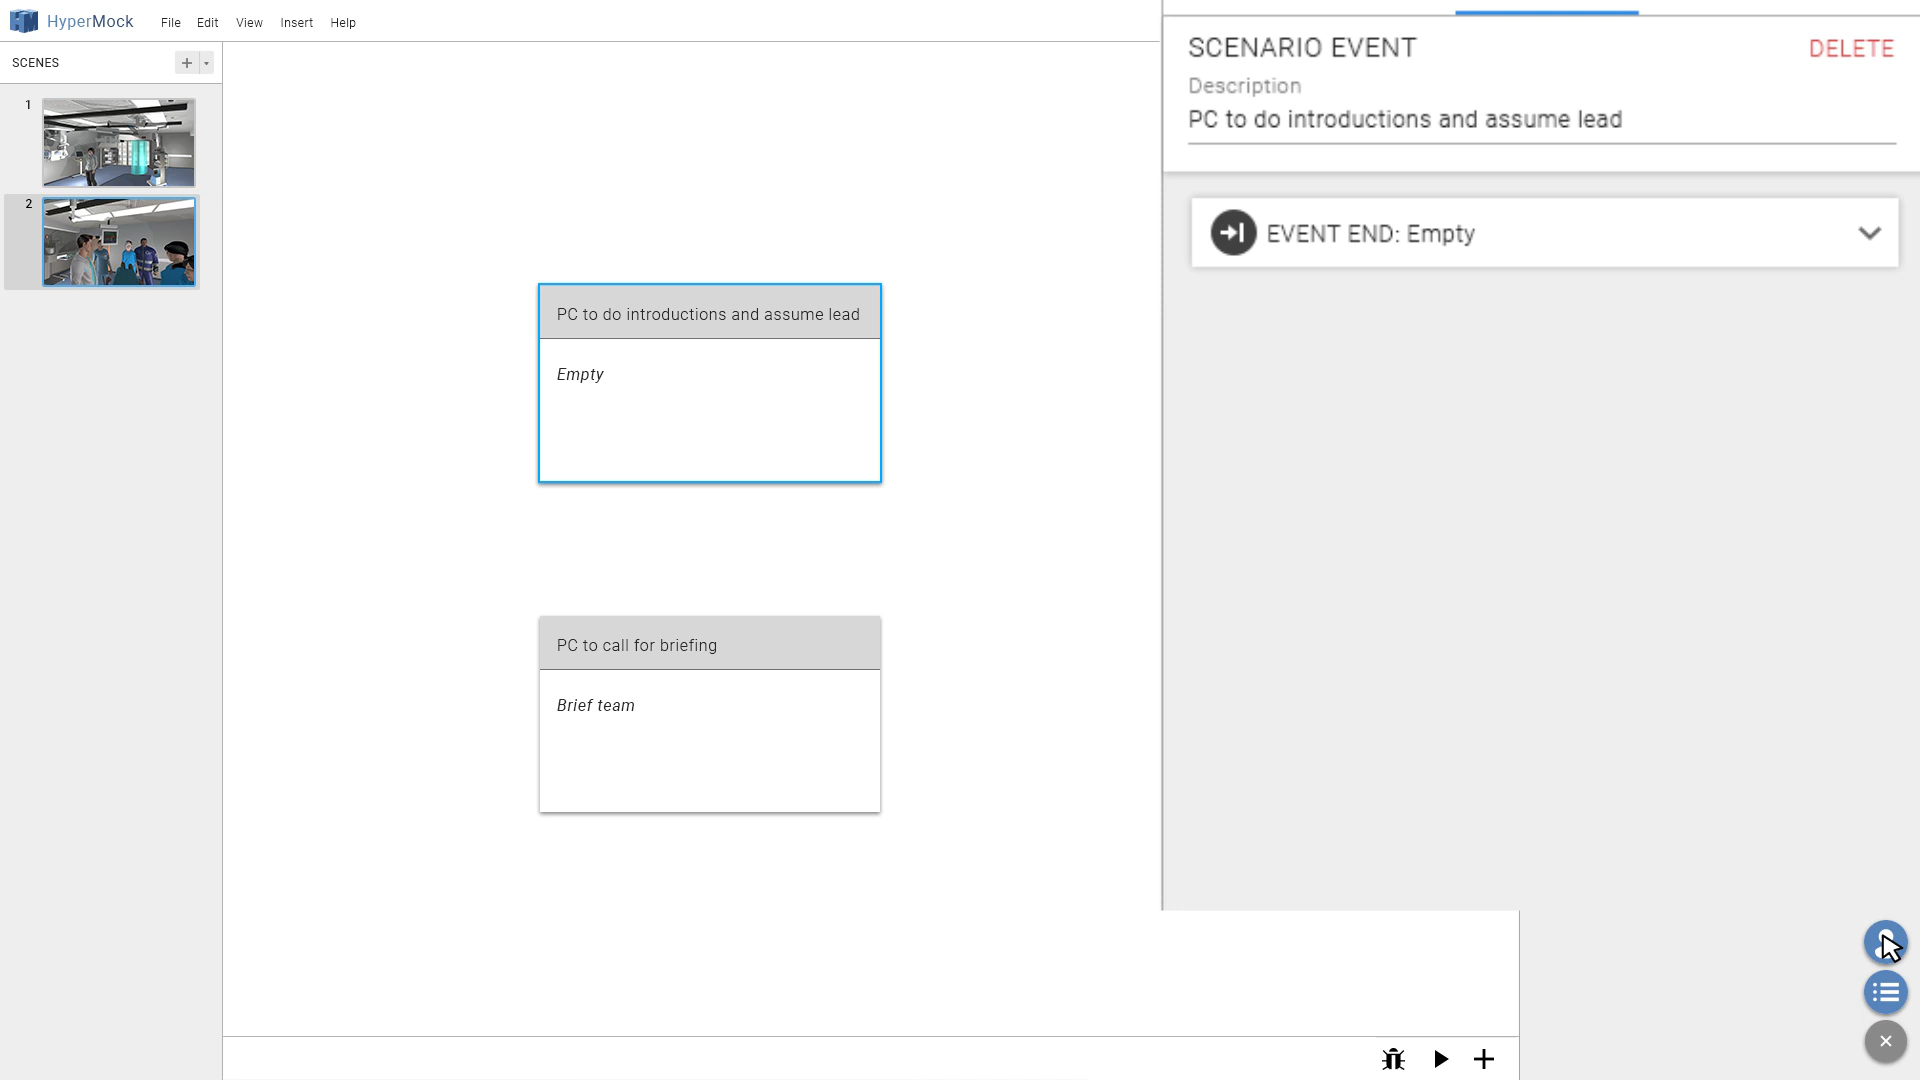 HyperMock File Edit View Insert Help
SCENES
1
2
PC to do introductions and assume lead
Empty
PC to call for briefing
Brief team
SCENARIO EVENT DELETE
Description
PC to do introductions and assume lead
EVENT END: Empty